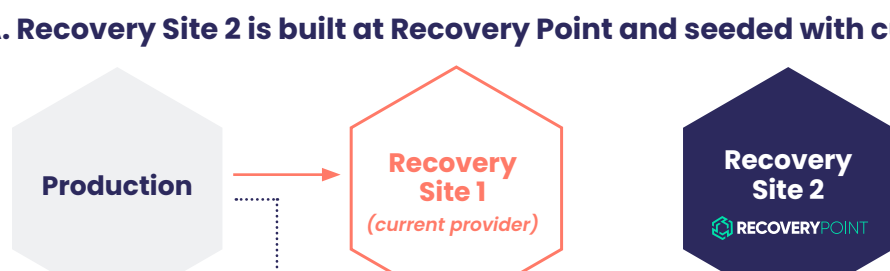 . Recovery Site 2 is built at Recovery Point and seeded with
Production
Recovery
Site 1
(current provider)
Recovery
Site 2
RECOVERYPOINT